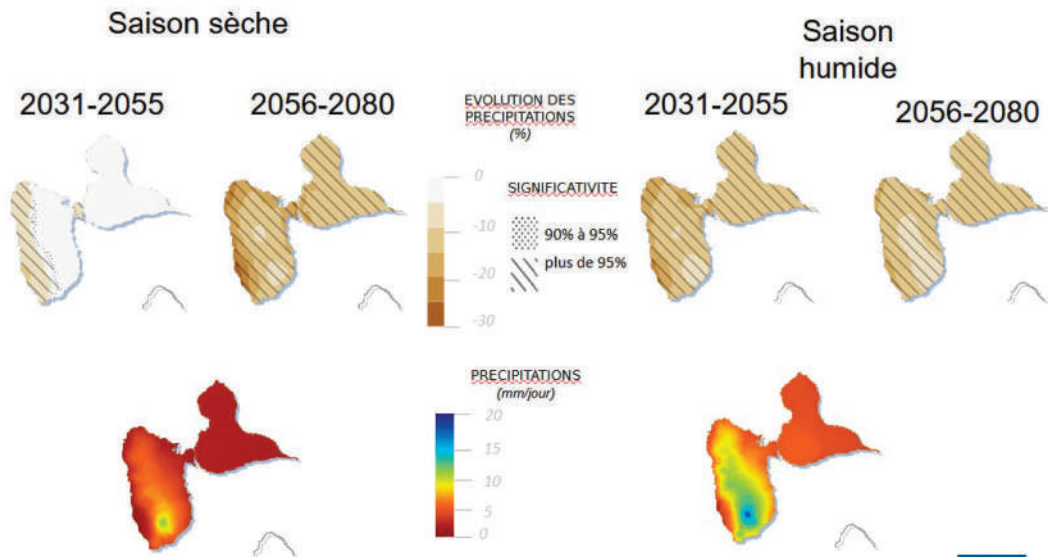 Saison sèche
Saison
humide
2031-2055
2056-2080
EVOLUTION DES
PRECIPITATIONS
(%)
2031-2055
2056-2080
0
-10
-20
-30
SIGNIFICATIVITE
90% à 95%
plus de 95%
PRECIPITATIONS
(mm/jour)
20
15
10
5
0